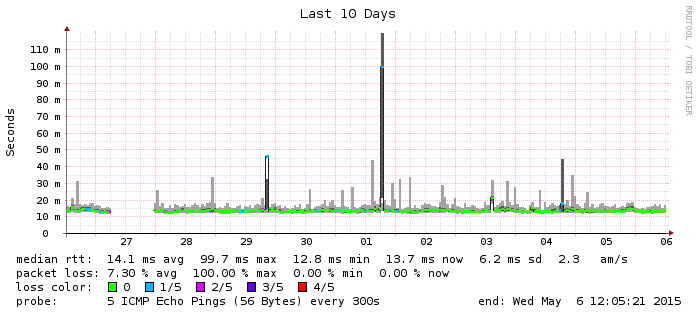 Last 10 Days
RRDTOOL / TOBI OETIKER
Seconds
110 m
100 m
90 m
80 m
70 m
60 m
50 m
40 m
30 m
20 m
10 m
0
27 28 29 30 01 02 03 04 05 06
median rtt: 14.1 ms avg 99.7 ms max 12.8 ms min 13.7 ms now 6.2 ms sd 2.3 am/s
packet loss: 7.30 % avg 100.00 % max 0.00 % min 0.00 % now
loss color: 0 1/5 2/5 3/5 4/5
probe: 5 ICMP Echo Pings (56 Bytes) every 300s end: Wed May 6 12:05:21 2015